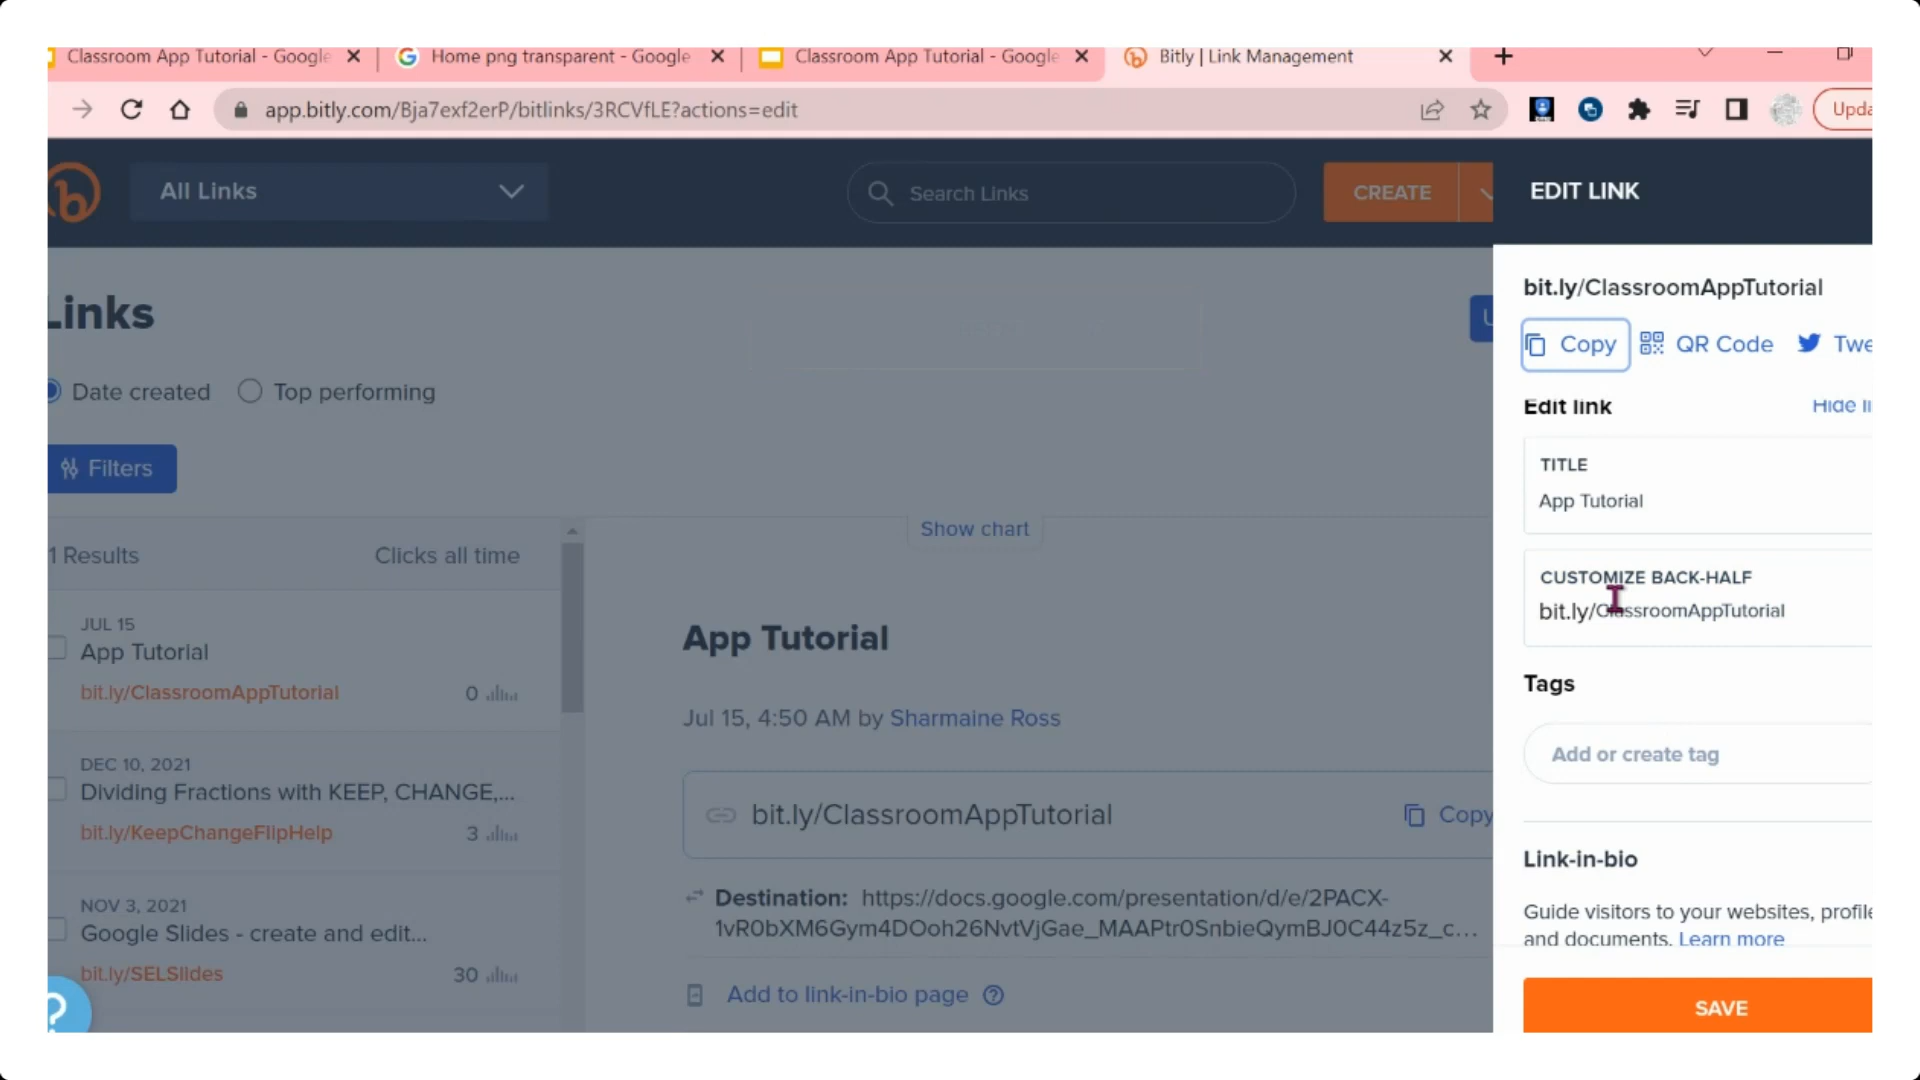 Classroom App Tutorial - Google
Home png transparent - Google
Classroom App Tutorial - Google
Bitly | Link Management
app.bitly.com/Bja7exf2erP/bitlinks/3RCVfLE?actions=edit
Upda
All Links
Search Links
CREATE
EDIT LINK
Links
Date created
Top performing
Filters
1 Results
Clicks all time
JUL 15
App Tutorial
bit.ly/ClassroomAppTutorial
0
DEC 10, 2021
Dividing Fractions with KEEP, CHANGE,...
bit.ly/KeepChangeFlipHelp
3
NOV 3, 2021
Google Slides - create and edit...
bit.ly/SELSlides
30
?
Show chart
App Tutorial
Jul 15, 4:50 AM by Sharmaine Ross
bit.ly/ClassroomAppTutorial
Copy
Destination: https://docs.google.com/presentation/d/e/2PACX-
1vR0bXM6Gym4DOoh26NvtVjGae_MAAPtr0SnbieQymBJ0C44z5z_c...
Add to link-in-bio page
bit.ly/ClassroomAppTutorial
Copy
QR Code
Twe
Edit link
Hide li
TITLE
App Tutorial
CUSTOMIZE BACK-HALF
bit.ly/ClassroomAppTutorial
Tags
Add or create tag
Link-in-bio
Guide visitors to your websites, profile
and documents. Learn more
SAVE